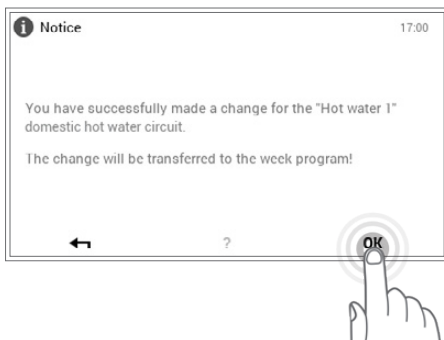 i Notice 17:00
You have successfully made a change for the "Hot water 1"
domestic hot water circuit.
The change will be transferred to the week program!
? OK